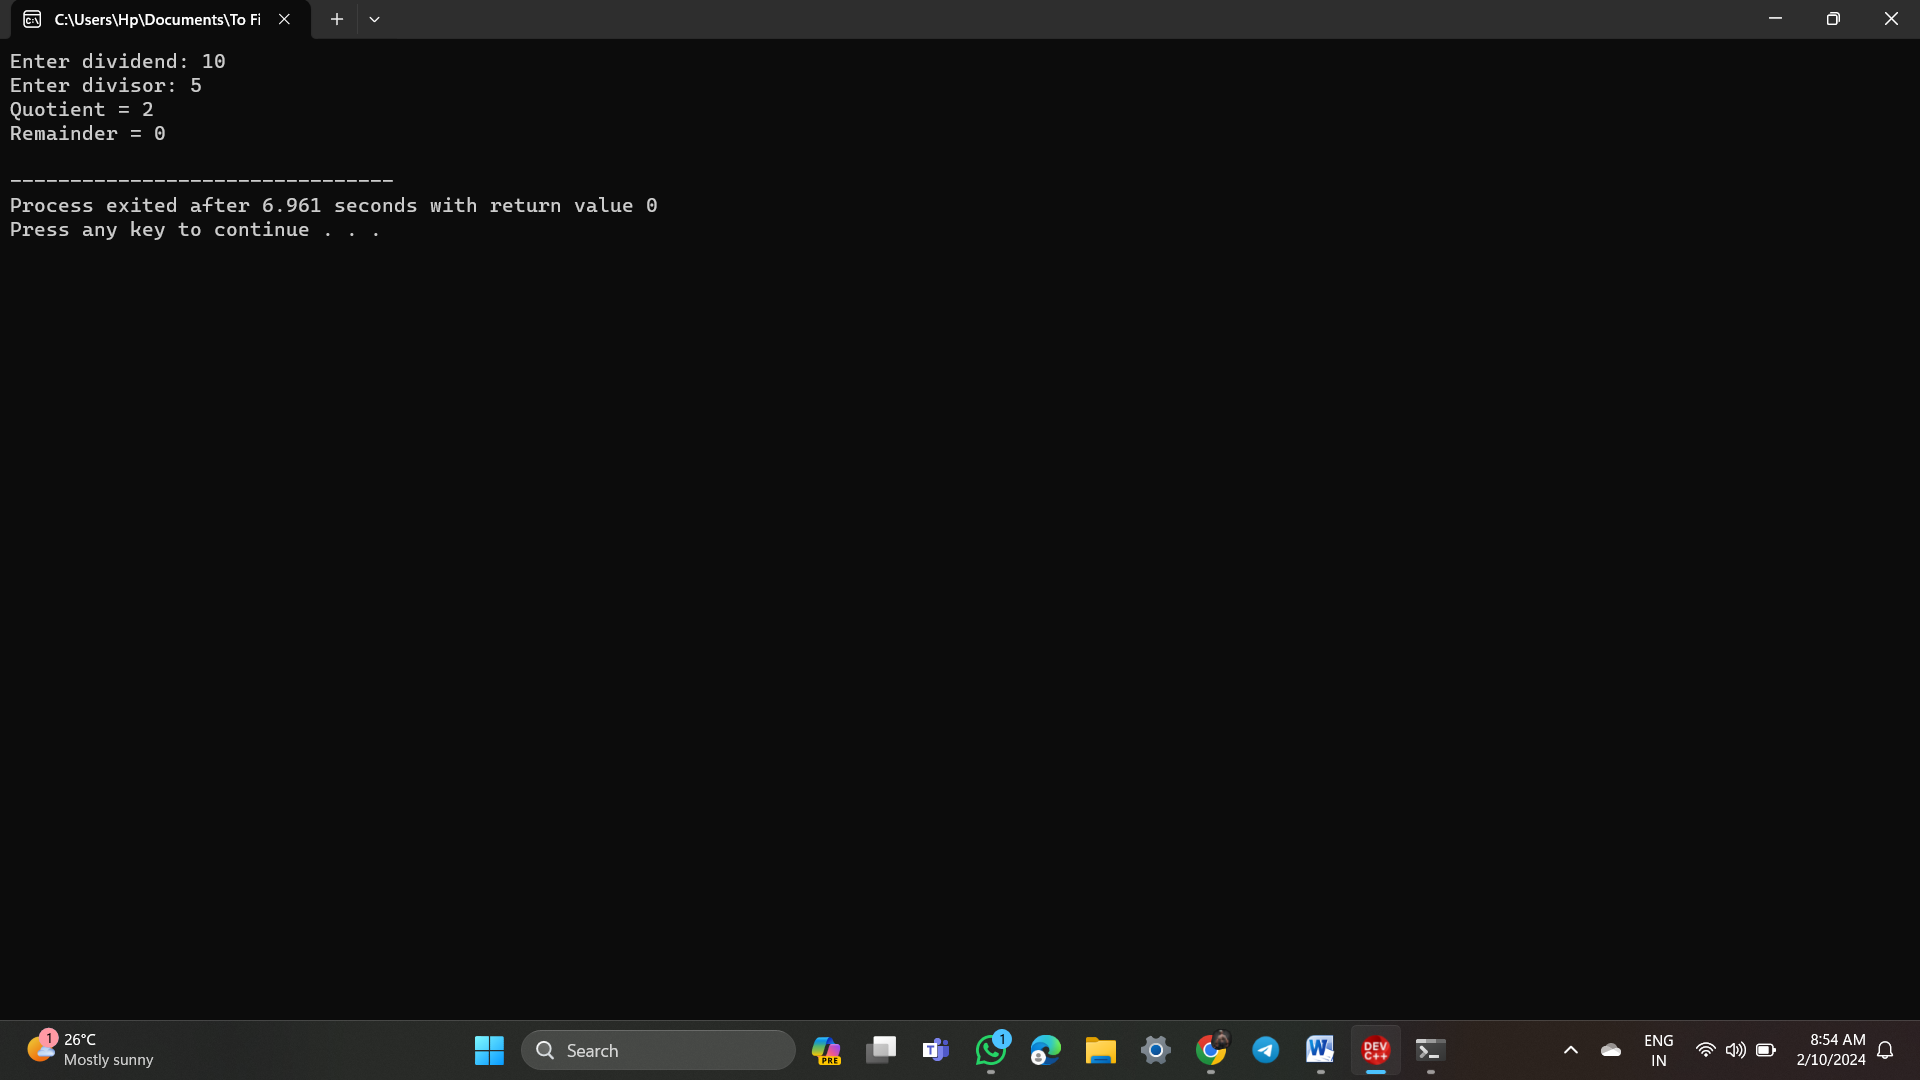 C:\Users\Hp\Documents\To Fi
Enter dividend: 10
Enter divisor: 5
Quotient = 2
Remainder = 0
--------------------------------
Process exited after 6.961 seconds with return value 0
Press any key to continue . . .
1
26°C
Mostly sunny
Search
PRE
T
1
W
DEV
C++
ENG
IN
8:54 AM
2/10/2024